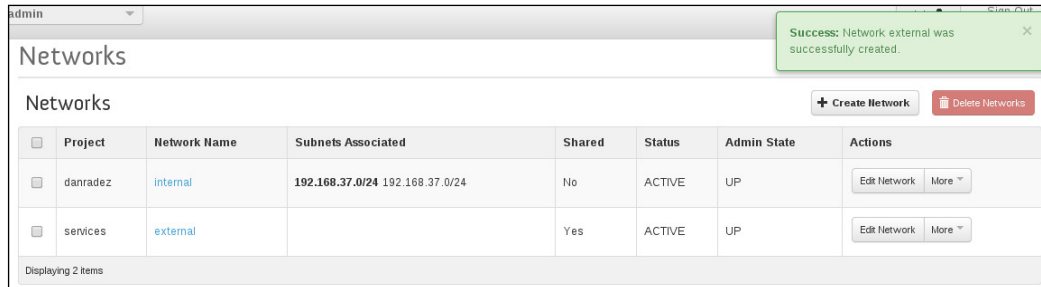 admin
Sign Out
Success: Network external was
successfully created.
×
Networks
Networks
+ Create Network
Delete Networks
Project Network Name Subnets Associated Shared Status Admin State Actions
danradez internal 192.168.37.0/24 192.168.37.0/24 No ACTIVE UP Edit Network More
services external Yes ACTIVE UP Edit Network More
Displaying 2 items